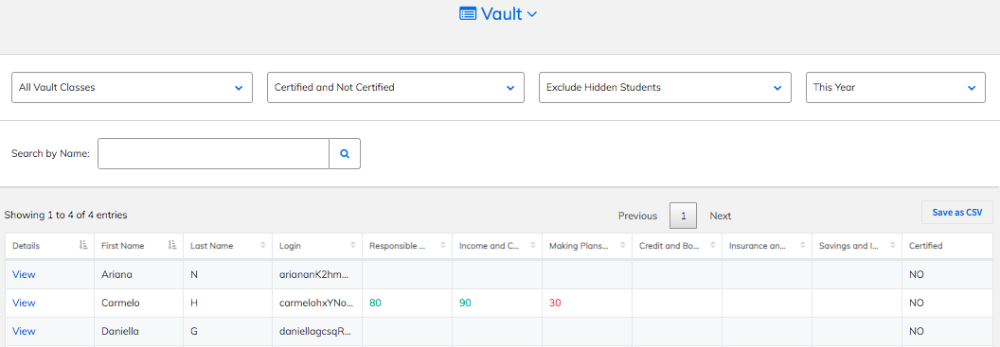 Vault
All Vault Classes Certified and Not Certified Exclude Hidden Students This Year
Search by Name:
Showing 1 to 4 of 4 entries Previous 1 Next Save as CSV
Details First Name Last Name Login Responsible ... Income and C... Making Plans... Credit and Bo... Insurance an... Savings and I... Certified
View Ariana N ariananK2hm... NO
View Carmelo H carmelohxYNo... 80 90 30 NO
View Daniella G daniellagcsqR... NO